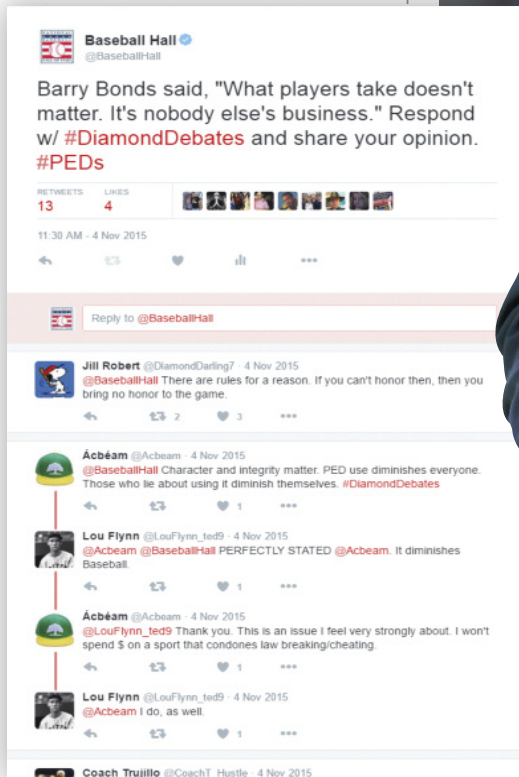 Baseball Hall
@BaseballHall
Barry Bonds said, "What players take doesn't
matter. It's nobody else's business." Respond
w/ #DiamondDebates and share your opinion.
#PEDs
RETWEETS LIKES
13 4
11:30 AM - 4 Nov 2015
Reply to @BaseballHall
Jill Robert @DiamondDarling7 · 4 Nov 2015
@BaseballHall There are rules for a reason. If you can't honor then, then you
bring no honor to the game.
2 3
Ácbéam @Acbeam · 4 Nov 2015
@BaseballHall Character and integrity matter. PED use diminishes everyone.
Those who lie about using it diminish themselves. #DiamondDebates
1
Lou Flynn @LouFlynn_ted9 · 4 Nov 2015
@Acbeam @BaseballHall PERFECTLY STATED @Acbeam. It diminishes
Baseball.
1
Ácbéam @Acbeam · 4 Nov 2015
@LouFlynn_ted9 Thank you. This is an issue I feel very strongly about. I won't
spend $ on a sport that condones law breaking/cheating.
1
Lou Flynn @LouFlynn_ted9 · 4 Nov 2015
@Acbeam I do, as well.
1
Coach Trujillo @CoachT_Hustle · 4 Nov 2015